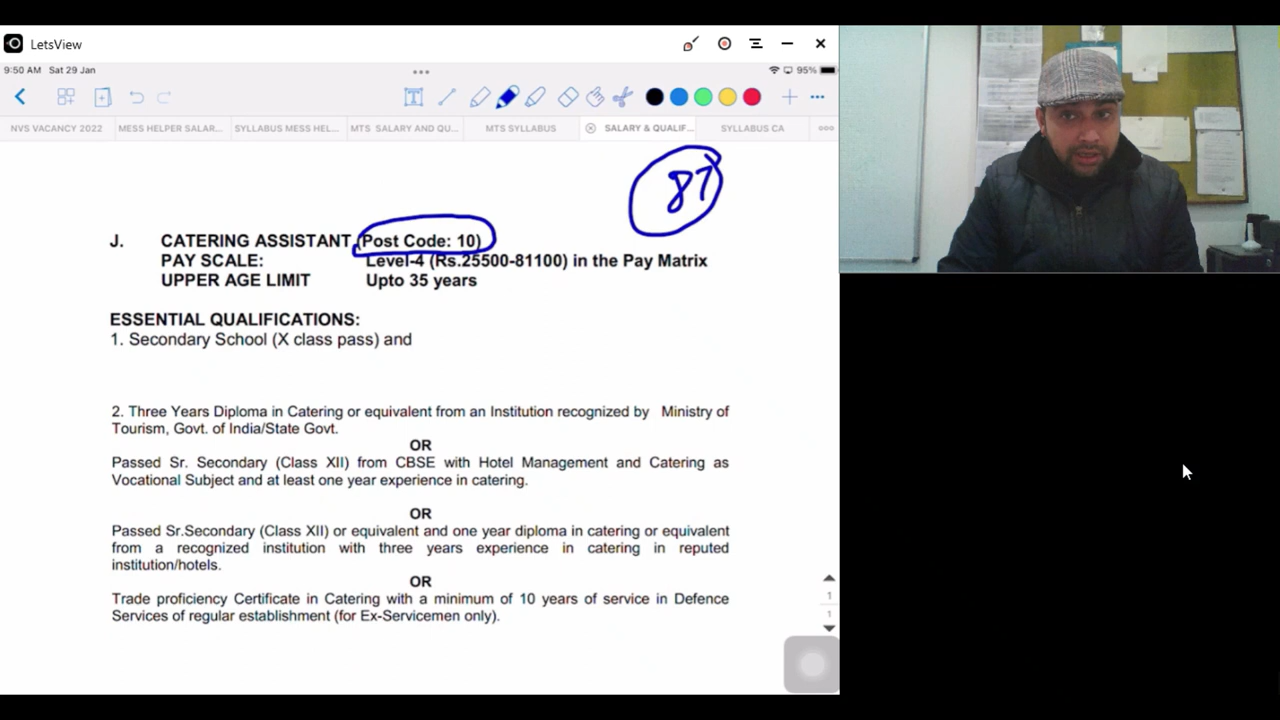 LetsView
9:50 AM Sat 29 Jan
95%
NVS VACANCY 2022 MESS HELPER SALAR... SYLLABUS MESS HEL... MTS SALARY AND QU... MTS SYLLABUS SALARY & QUALIF... SYLLABUS CA
87
J. CATERING ASSISTANT (Post Code: 10)
PAY SCALE: Level-4 (Rs.25500-81100) in the Pay Matrix
UPPER AGE LIMIT Upto 35 years
ESSENTIAL QUALIFICATIONS:
1. Secondary School (X class pass) and
2. Three Years Diploma in Catering or equivalent from an Institution recognized by Ministry of
Tourism, Govt. of India/State Govt.
OR
Passed Sr. Secondary (Class XII) from CBSE with Hotel Management and Catering as
Vocational Subject and at least one year experience in catering.
OR
Passed Sr.Secondary (Class XII) or equivalent and one year diploma in catering or equivalent
from a recognized institution with three years experience in catering in reputed
institution/hotels.
OR
Trade proficiency Certificate in Catering with a minimum of 10 years of service in Defence
Services of regular establishment (for Ex-Servicemen only).
1
1